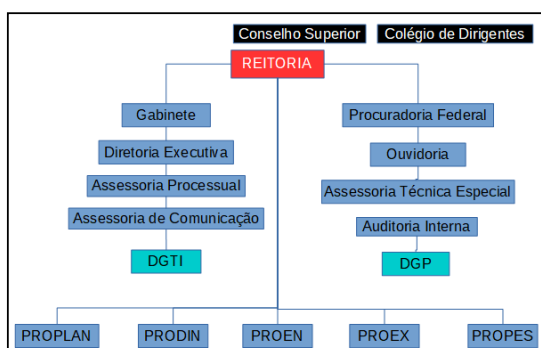 Conselho Superior
Colégio de Dirigentes
REITORIA
Gabinete
Procuradoria Federal
Diretoria Executiva
Ouvidoria
Assessoria Processual
Assessoria Técnica Especial
Assessoria de Comunicação
Auditoria Interna
DGTI
DGP
PROPLAN
PRODIN
PROEN
PROEX
PROPES